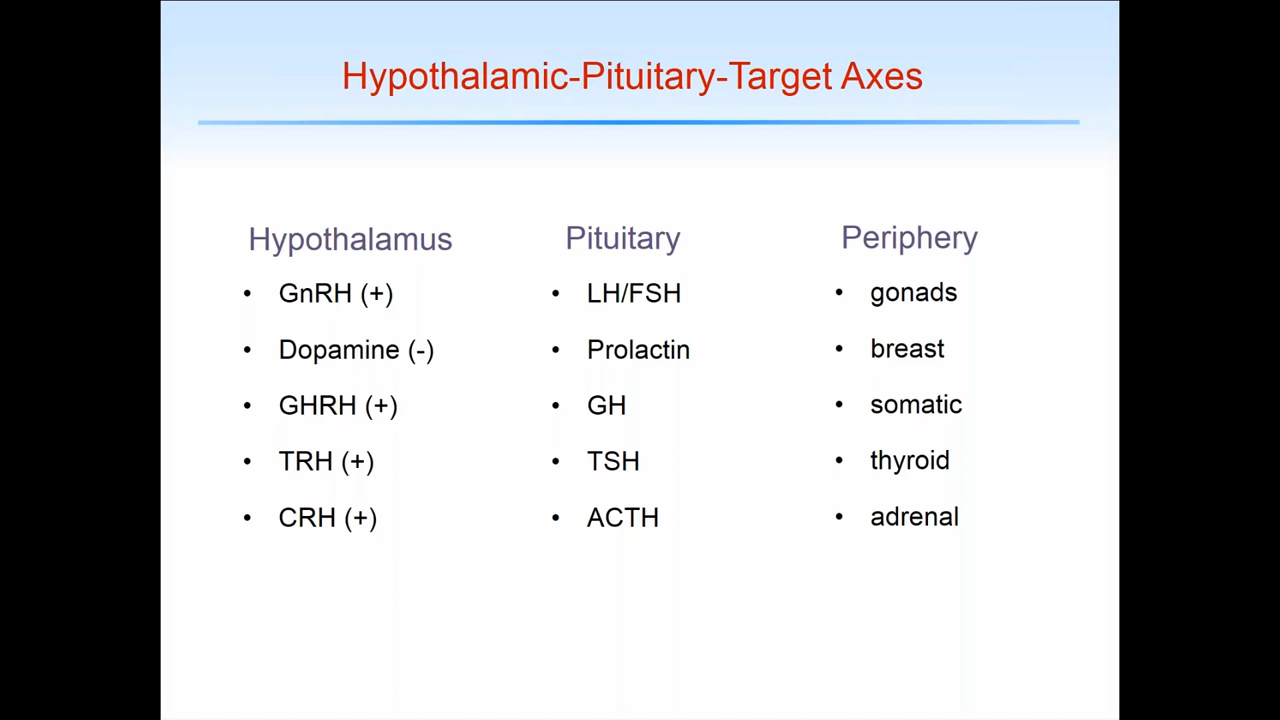 Hypothalamic-Pituitary-Target Axes
Hypothalamus
• GnRH (+)
• Dopamine (-)
• GHRH (+)
• TRH (+)
• CRH (+)
Pituitary
• LH/FSH
• Prolactin
• GH
• TSH
• ACTH
Periphery
• gonads
• breast
• somatic
• thyroid
• adrenal